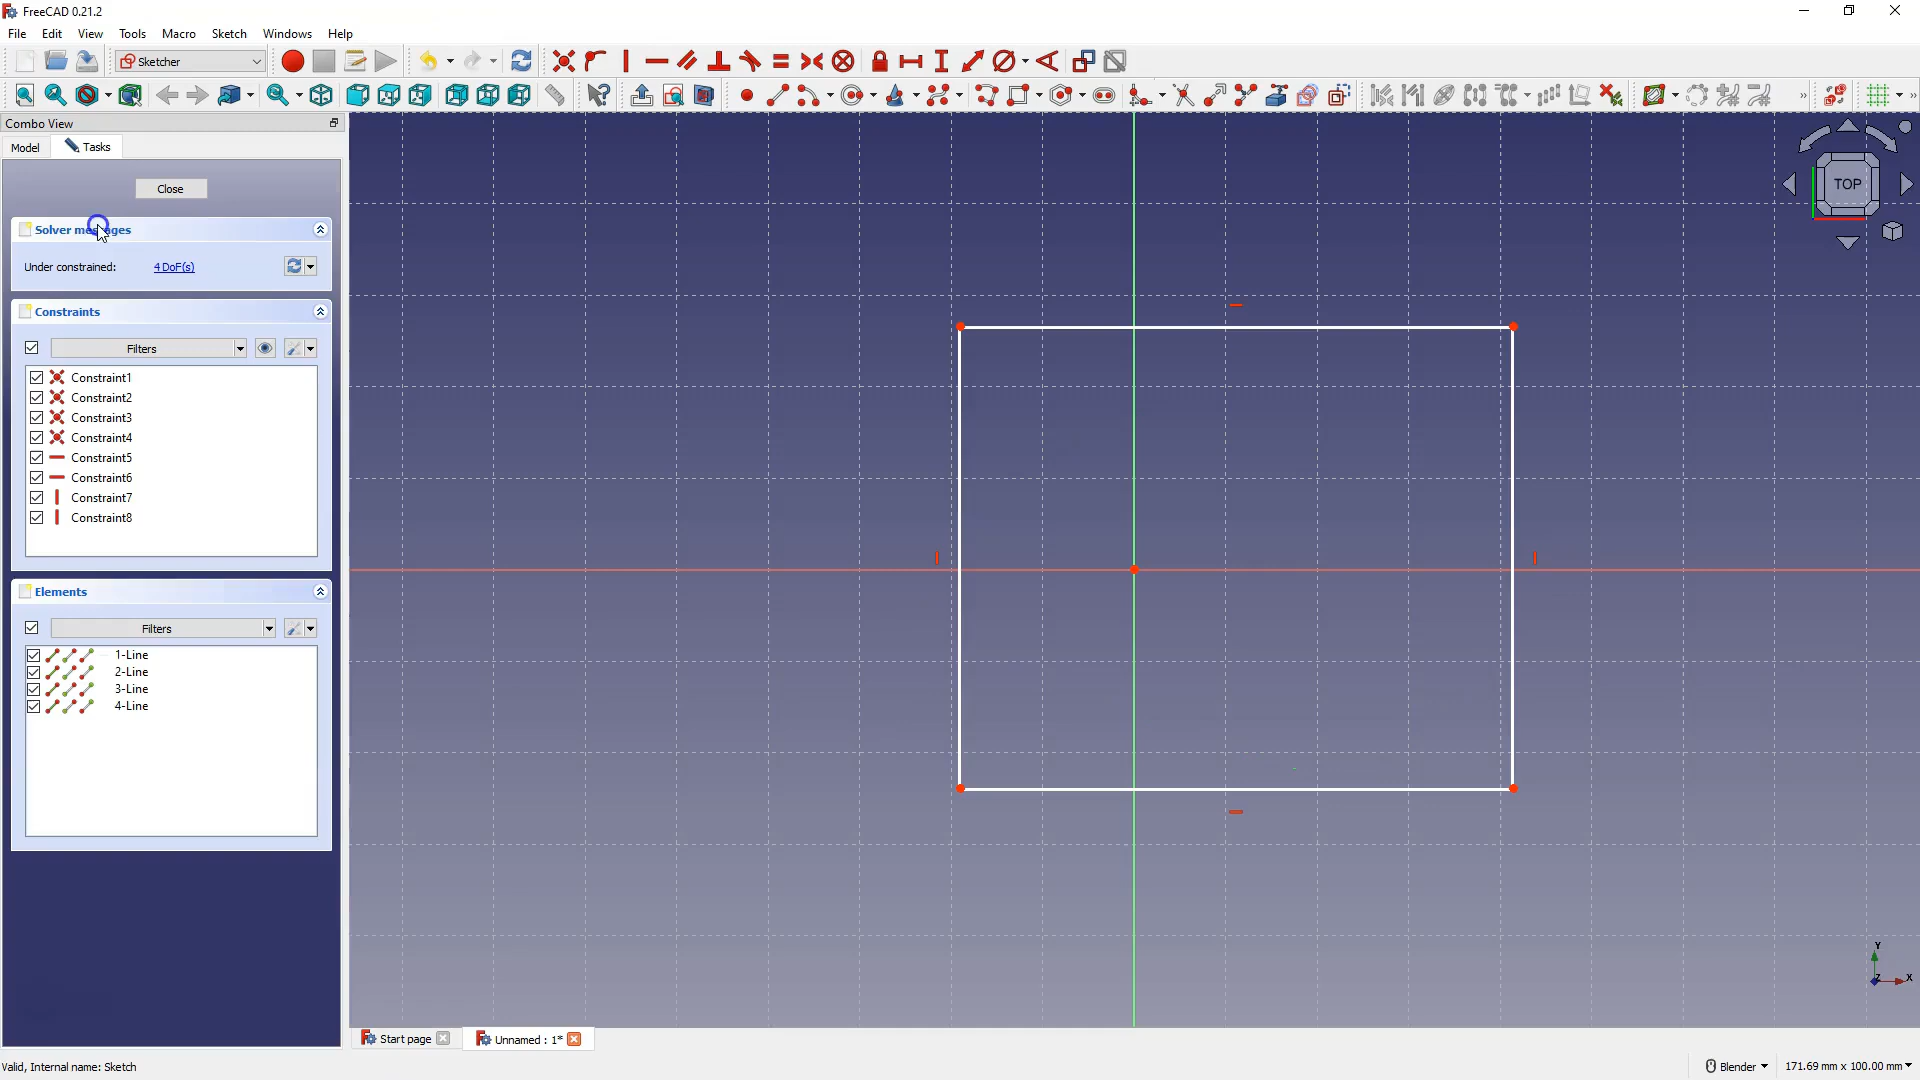 FreeCAD 0.21.2
File Edit View Tools Macro Sketch Windows Help
Sketcher
Combo View
Model Tasks
Close
Solver messages
Under constrained: 4 DoF(s)
Constraints
Filters
Constraint1
Constraint2
Constraint3
Constraint4
Constraint5
Constraint6
Constraint7
Constraint8
Elements
Filters
1-Line
2-Line
3-Line
4-Line
TOP
Y
Z X
Start page Unnamed : 1*
Valid, Internal name: Sketch
Blender 171.69 mm x 100.00 mm